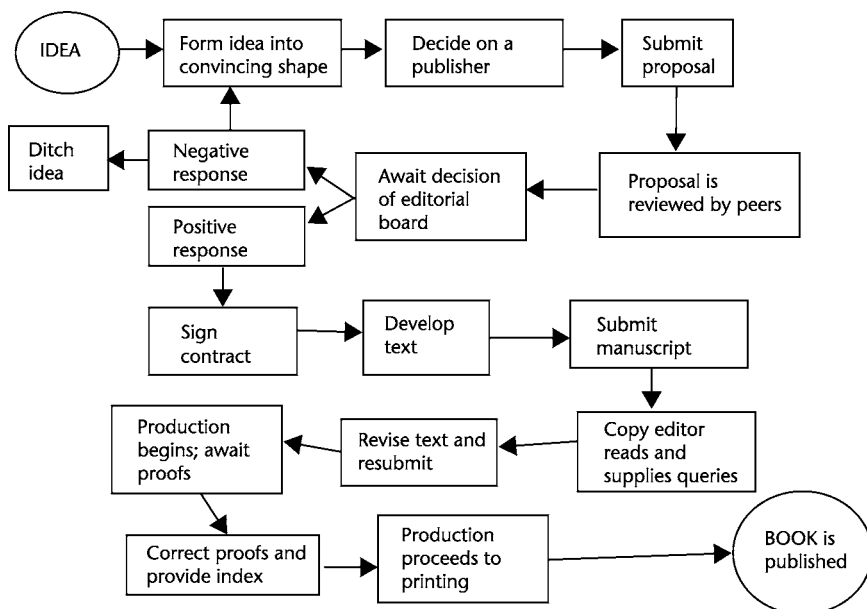 IDEA
Form idea into
convincing shape
Decide on a
publisher
Submit
proposal
Ditch
idea
Negative
response
Await decision
of editorial
board
Proposal is
reviewed by peers
Positive
response
Sign
contract
Develop
text
Submit
manuscript
Production
begins; await
proofs
Revise text and
resubmit
Copy editor
reads and
supplies queries
Correct proofs and
provide index
Production
proceeds to
printing
BOOK is
published